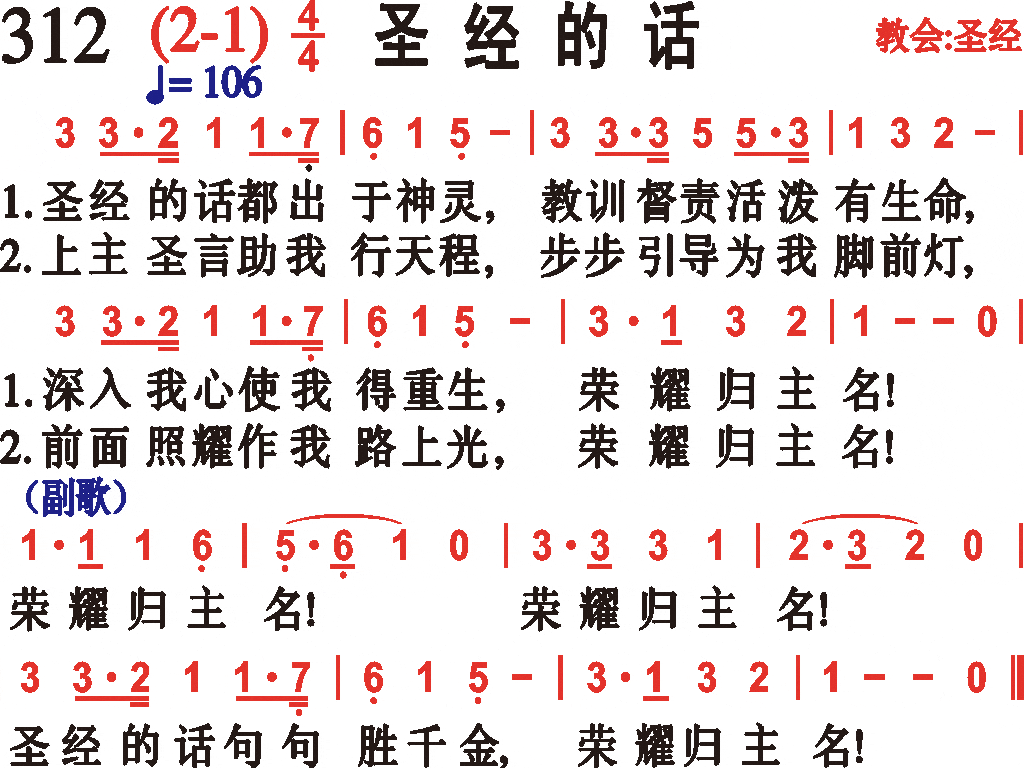 312 (2-1) 4/4 圣经的话 教会:圣经
♩= 106
3 3·2 1 1·7 | 6 1 5 - | 3 3·3 5 5·3 | 1 3 2 - |
1.圣经的话都出于神灵, 教训督责活泼有生命,
2.上主圣言助我行天程, 步步引导为我脚前灯,
3 3·2 1 1·7 | 6 1 5 - | 3· 1 3 2 | 1 - - 0 |
1.深入我心使我得重生, 荣耀归主名!
2.前面照耀作我路上光, 荣耀归主名!
(副歌)
1·1 1 6 | 5·6 1 0 | 3·3 3 1 | 2·3 2 0 |
荣耀归主名! 荣耀归主名!
3 3·2 1 1·7 | 6 1 5 - | 3·1 3 2 | 1 - - 0 ‖
圣经的话句句胜千金, 荣耀归主名!